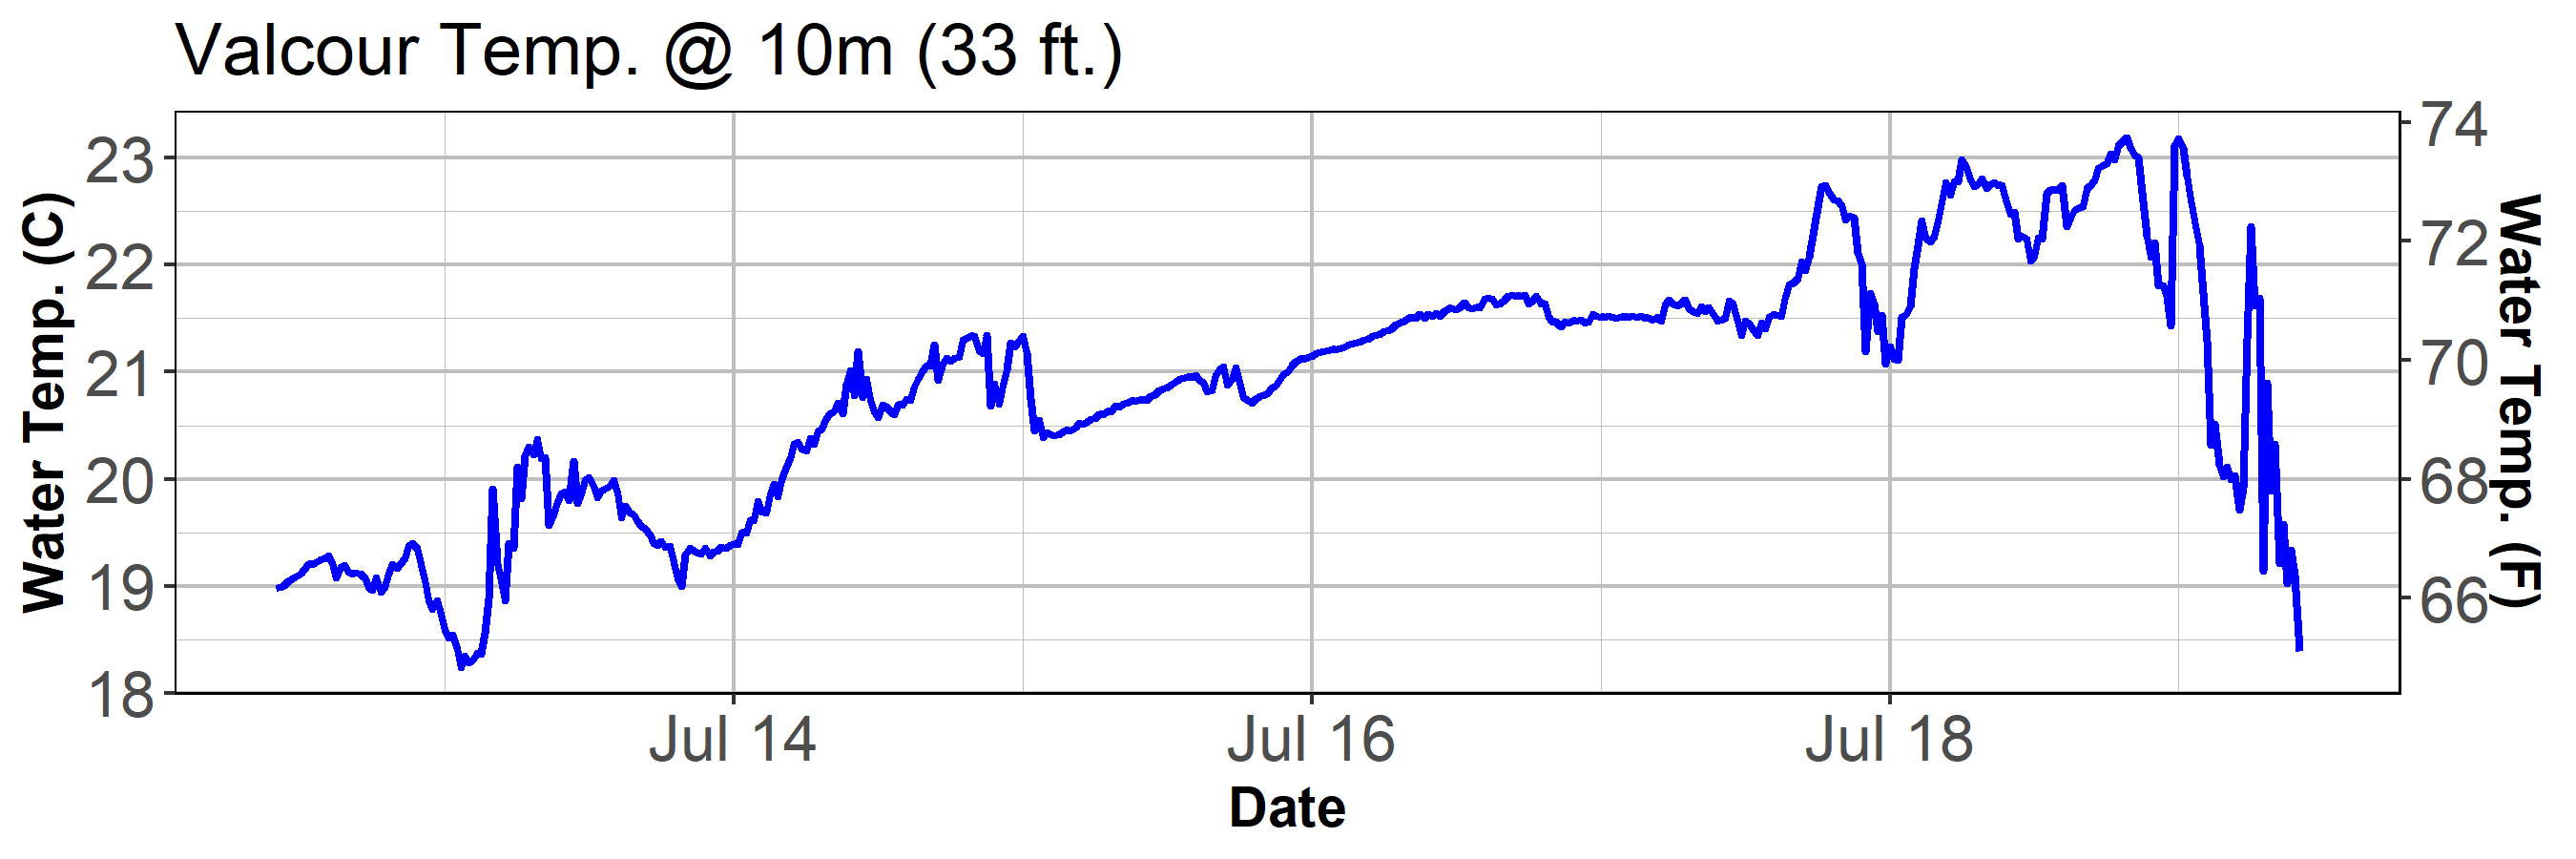 Valcour Temp. @ 10m (33 ft.)
Water Temp. (C)
23
22
21
20
19
18
74
72
70
68
66
Water Temp. (F)
Jul 14 Jul 16 Jul 18
Date